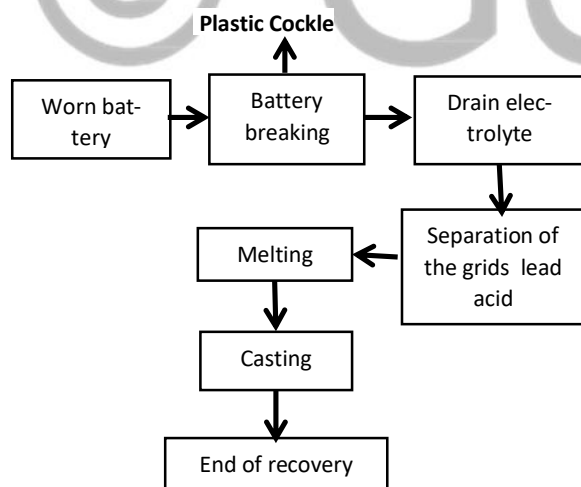 Plastic Cockle
Worn bat-
tery
Battery
breaking
Drain elec-
trolyte
Separation of
the grids lead
acid
Melting
Casting
End of recovery